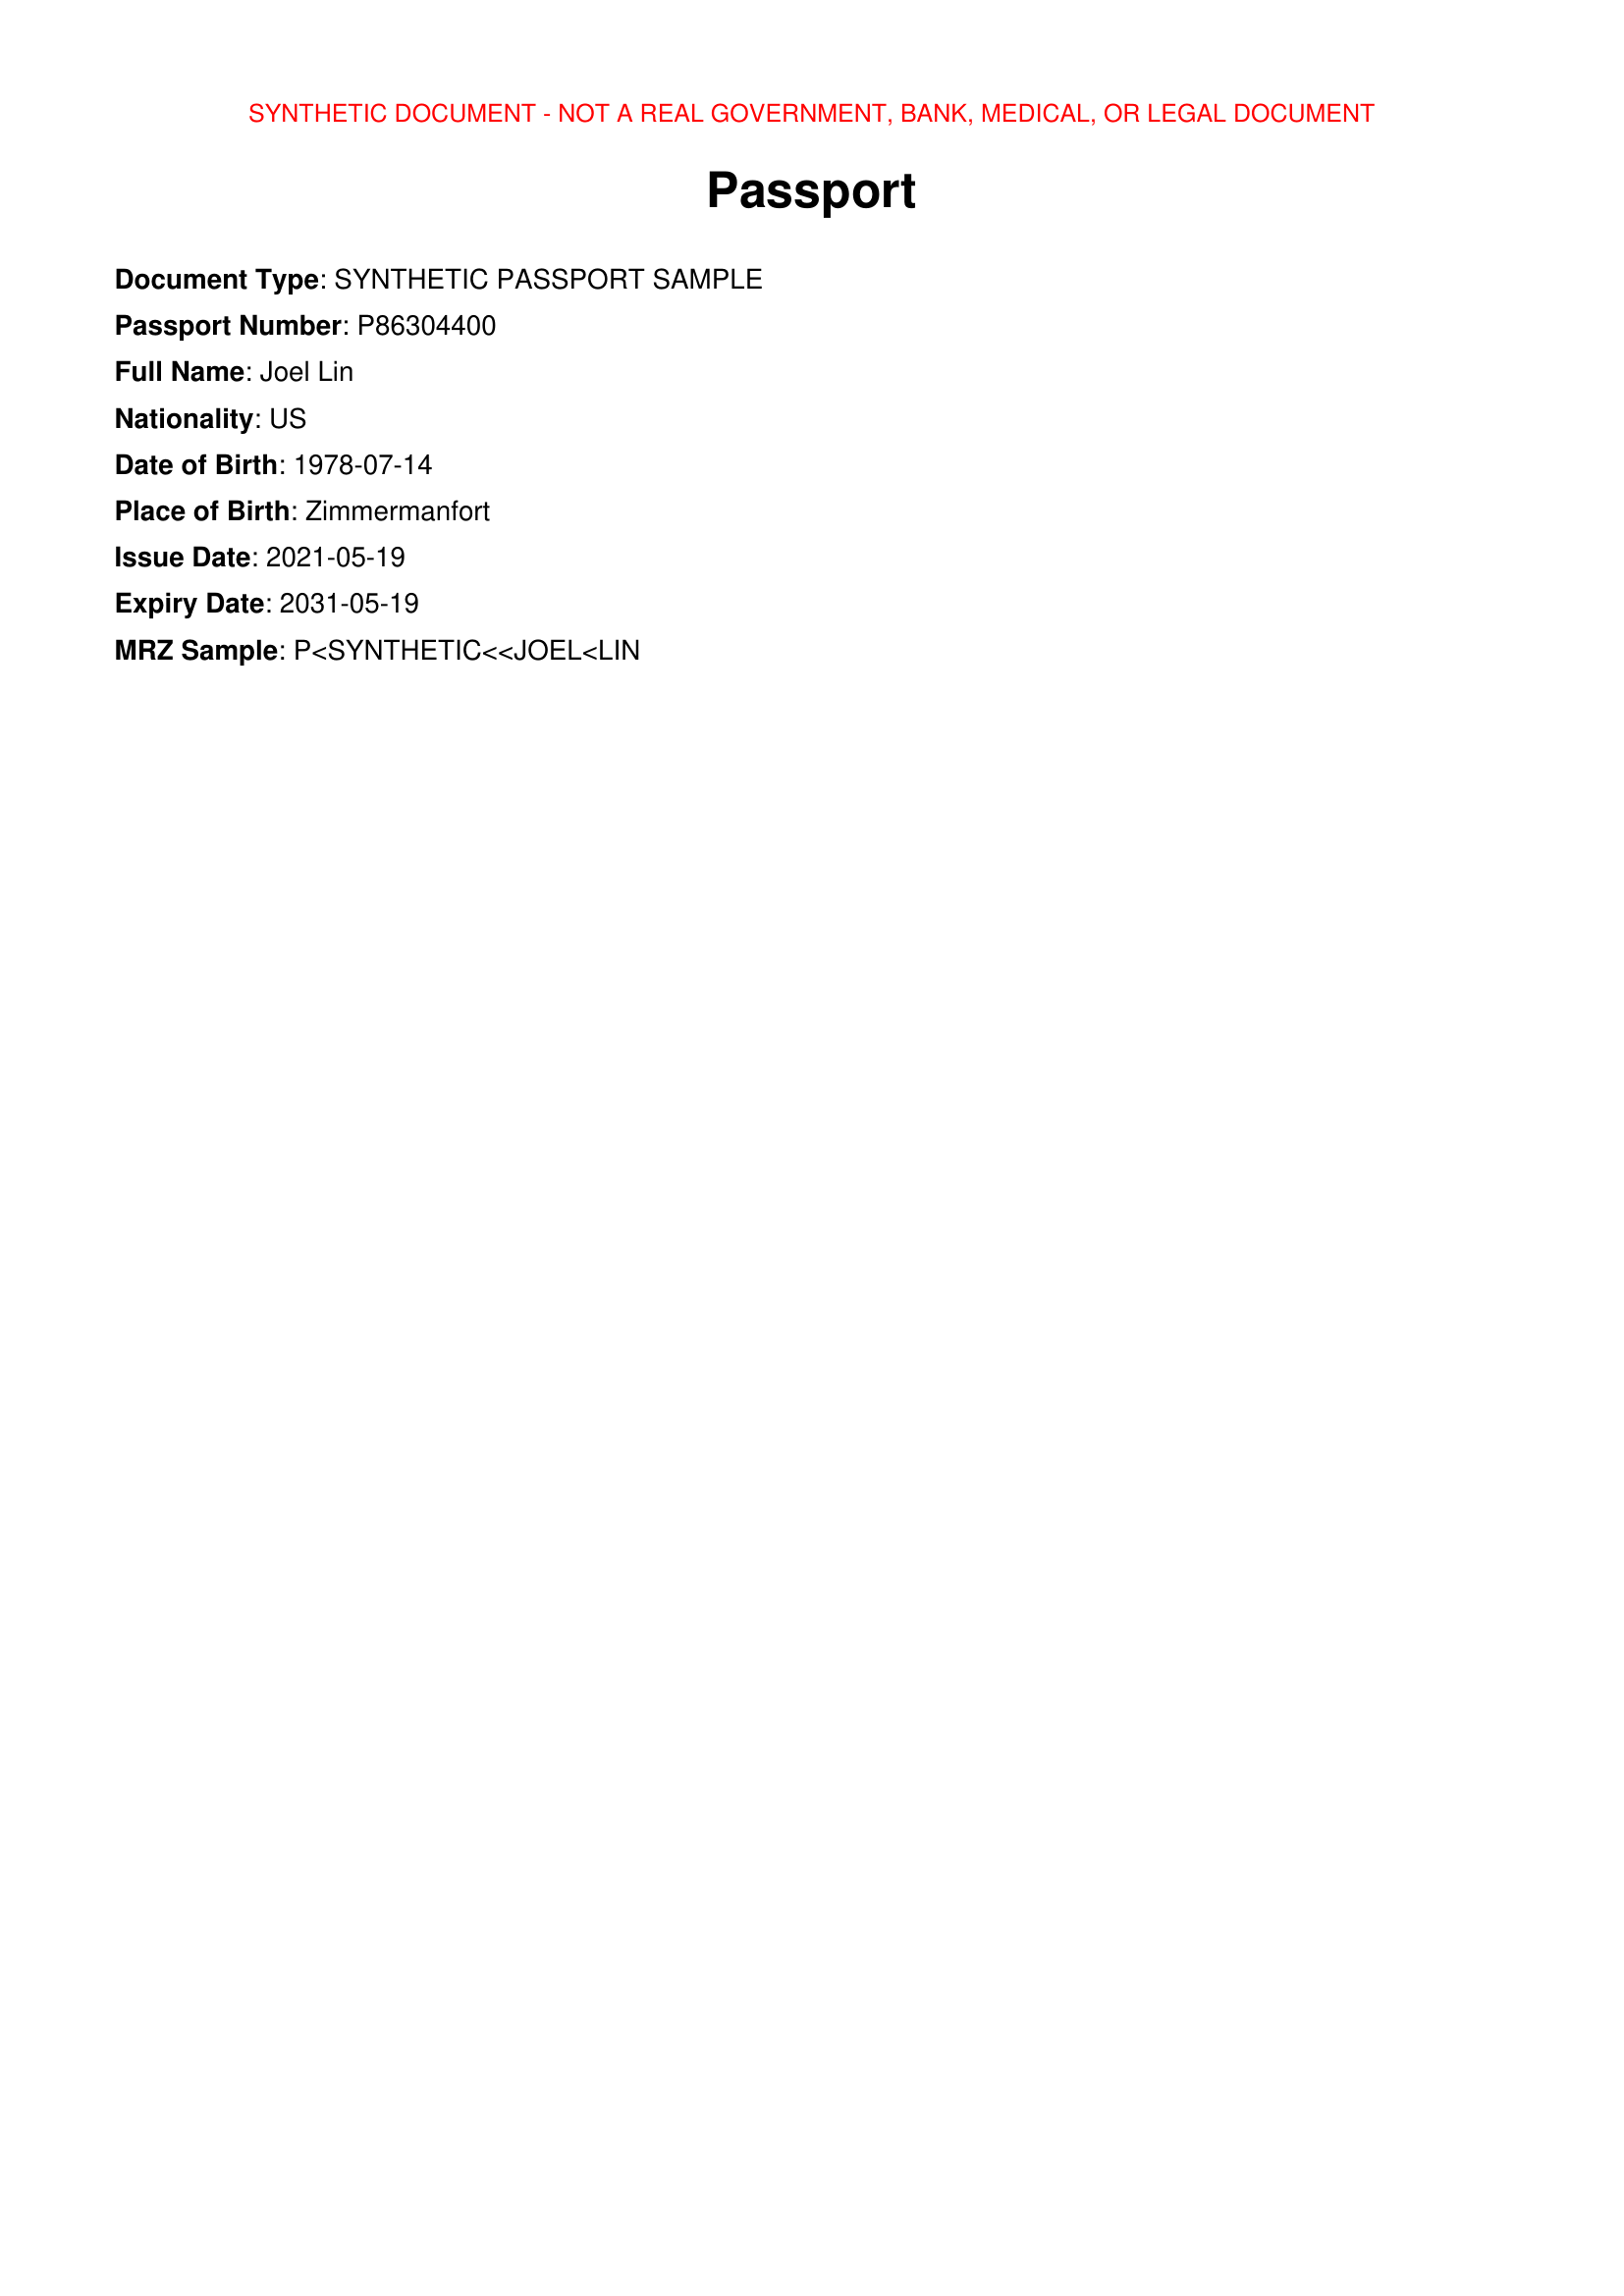 SYNTHETIC DOCUMENT - NOT A REAL GOVERNMENT, BANK, MEDICAL, OR LEGAL DOCUMENT
Passport
Document Type: SYNTHETIC PASSPORT SAMPLE
Passport Number: P86304400
Full Name: Joel Lin
Nationality: US
Date of Birth: 1978-07-14
Place of Birth: Zimmermanfort
Issue Date: 2021-05-19
Expiry Date: 2031-05-19
MRZ Sample: P<SYNTHETIC<<JOEL<LIN